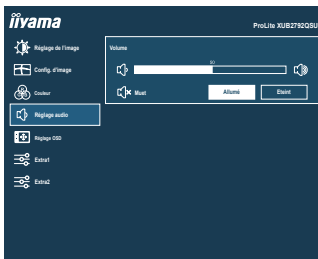 iiyama
ProLite XUB2792QSU
Réglage de l'image
Volume
50
Config. d'image
Couleur
Muet
Allumé
Eteint
Réglage audio
Réglage OSD
Extra1
Extra2